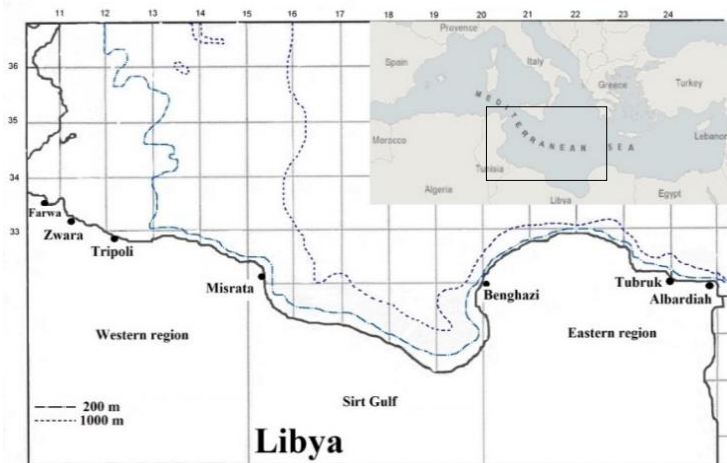 11 12 13 14 15 16 17 18 19 20 21 22 23 24
36
35
34
33
Provence
Spain
Italy
Greece
Turkey
MEDITERRANEAN SEA
Morocco
Tunisia
Lebanon
Algeria
Libya
Egypt
Farwa
Zwara
Tripoli
Misrata
Benghazi
Tubruk
Albardiah
Western region
Eastern region
Sirt Gulf
200 m
1000 m
Libya